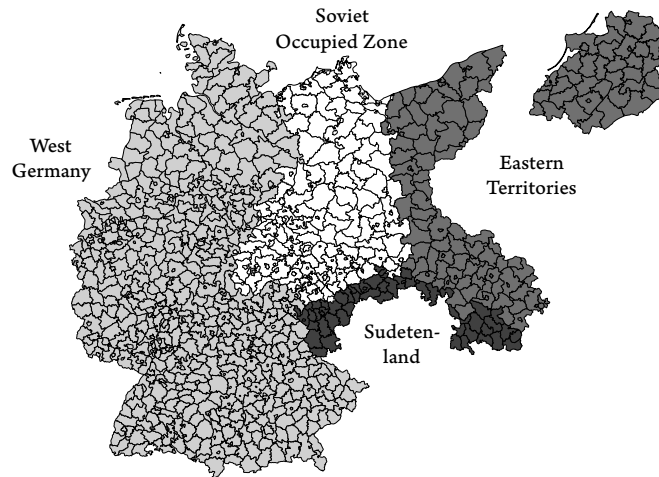 Soviet
Occupied Zone
West
Germany
Eastern
Territories
Sudeten-
land